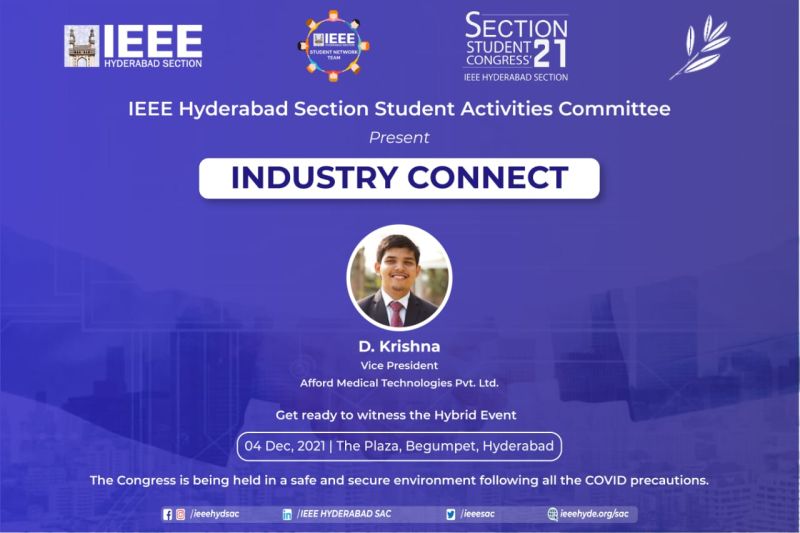 IEEE
HYDERABAD SECTION
IEEE
HYDERABAD SECTION
STUDENT NETWORK
TEAM
SECTION
STUDENT
CONGRESS'21
IEEE HYDERABAD SECTION
IEEE Hyderabad Section Student Activities Committee
Present
INDUSTRY CONNECT
D. Krishna
Vice President
Afford Medical Technologies Pvt. Ltd.
Get ready to witness the Hybrid Event
04 Dec, 2021 | The Plaza, Begumpet, Hyderabad
The Congress is being held in a safe and secure environment following all the COVID precautions.
/ieeehydsac /IEEE HYDERABAD SAC /ieeesac ieeehyde.org/sac